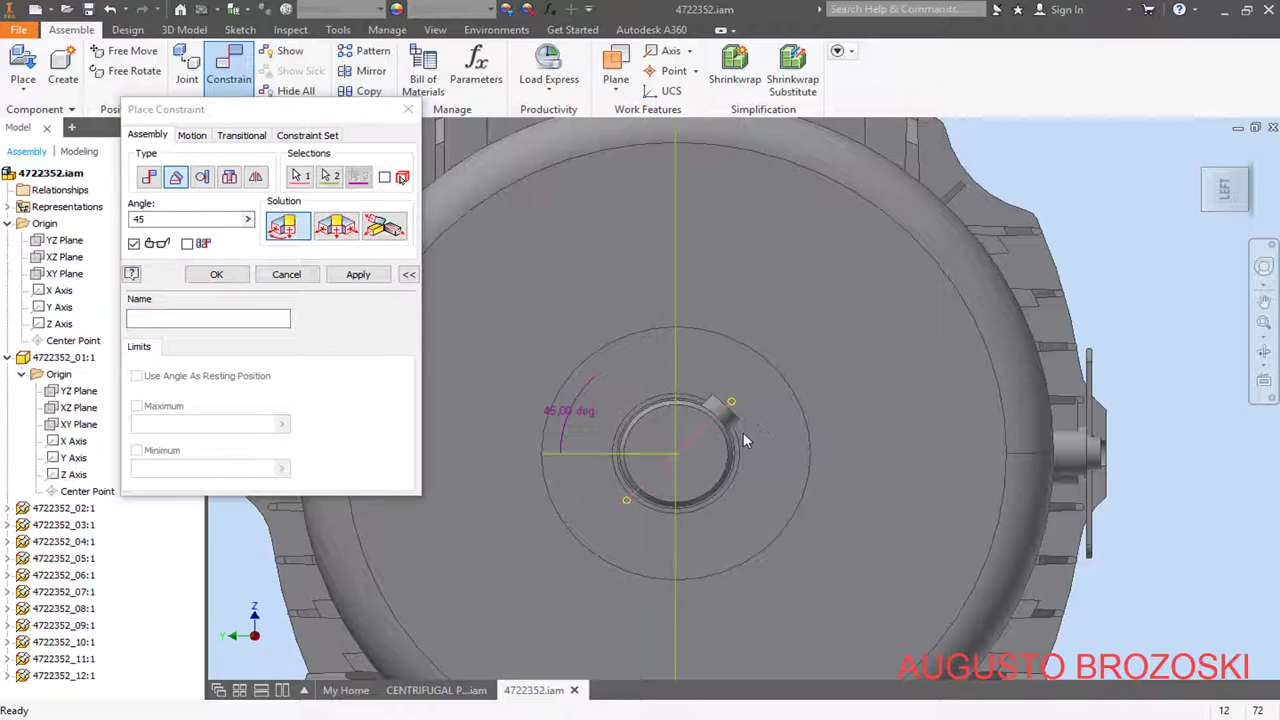 4722352.iam
Search Help & Commands...
Sign In
File
Assemble
Design
3D Model
Sketch
Inspect
Tools
Manage
View
Environments
Get Started
Autodesk A360
Place
Create
Free Move
Free Rotate
Joint
Constrain
Show
Show Sick
Hide All
Pattern
Mirror
Copy
Bill of
Materials
Parameters
Load Express
Plane
Axis
Point
UCS
Shrinkwrap
Shrinkwrap
Substitute
Component
Manage
Productivity
Work Features
Simplification
Model
Place Constraint
Assembly
Modeling
4722352.iam
Relationships
Representations
Origin
YZ Plane
XZ Plane
XY Plane
X Axis
Y Axis
Z Axis
Center Point
4722352_01:1
Origin
YZ Plane
XZ Plane
XY Plane
X Axis
Y Axis
Z Axis
Center Point
4722352_02:1
4722352_03:1
4722352_04:1
4722352_05:1
4722352_06:1
4722352_07:1
4722352_08:1
4722352_09:1
4722352_10:1
4722352_11:1
4722352_12:1
Assembly
Motion
Transitional
Constraint Set
Type
Selections
1
2
Angle:
45
Solution
OK
Cancel
Apply
<<
Name
Limits
Use Angle As Resting Position
Maximum
Minimum
45,00 deg
LEFT
Z
Y
My Home
CENTRIFUGAL P...iam
4722352.iam
AUGUSTO BROZOSKI
Ready
12
72